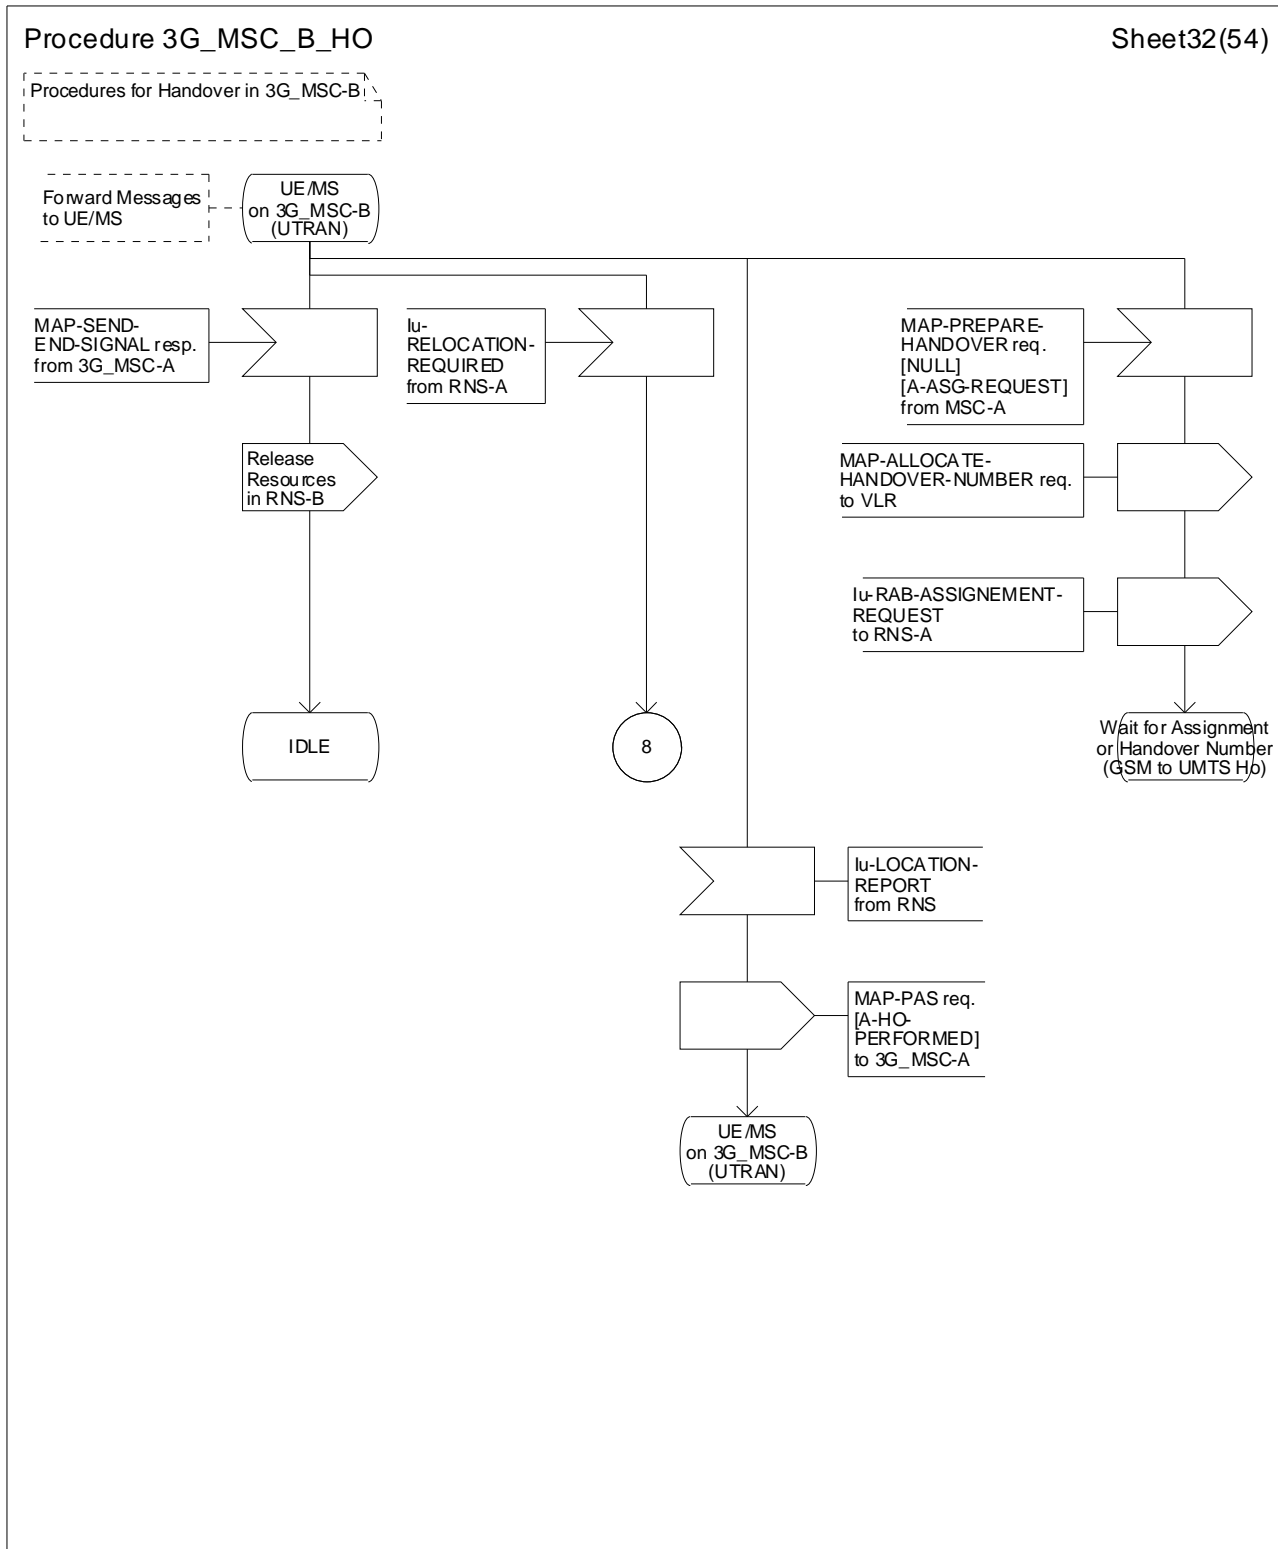 Procedure 3G_MSC_B_HO
Sheet32(54)
Procedures for Handover in 3G_MSC-B
Forward Messages
to UE/MS
UE/MS
on 3G_MSC-B
(UTRAN)
MAP-SEND-
END-SIGNAL resp.
from 3G_MSC-A
Iu-
RELOCATION-
REQUIRED
from RNS-A
MAP-PREPARE-
HANDOVER req.
[NULL]
[A-ASG-REQUEST]
from MSC-A
Release
Resources
in RNS-B
MAP-ALLOCATE-
HANDOVER-NUMBER req.
to VLR
Iu-RAB-ASSIGNEMENT-
REQUEST
to RNS-A
IDLE
8
Wait for Assignment
or Handover Number
(GSM to UMTS Ho)
Iu-LOCATION-
REPORT
from RNS
MAP-PAS req.
[A-HO-
PERFORMED]
to 3G_MSC-A
UE/MS
on 3G_MSC-B
(UTRAN)